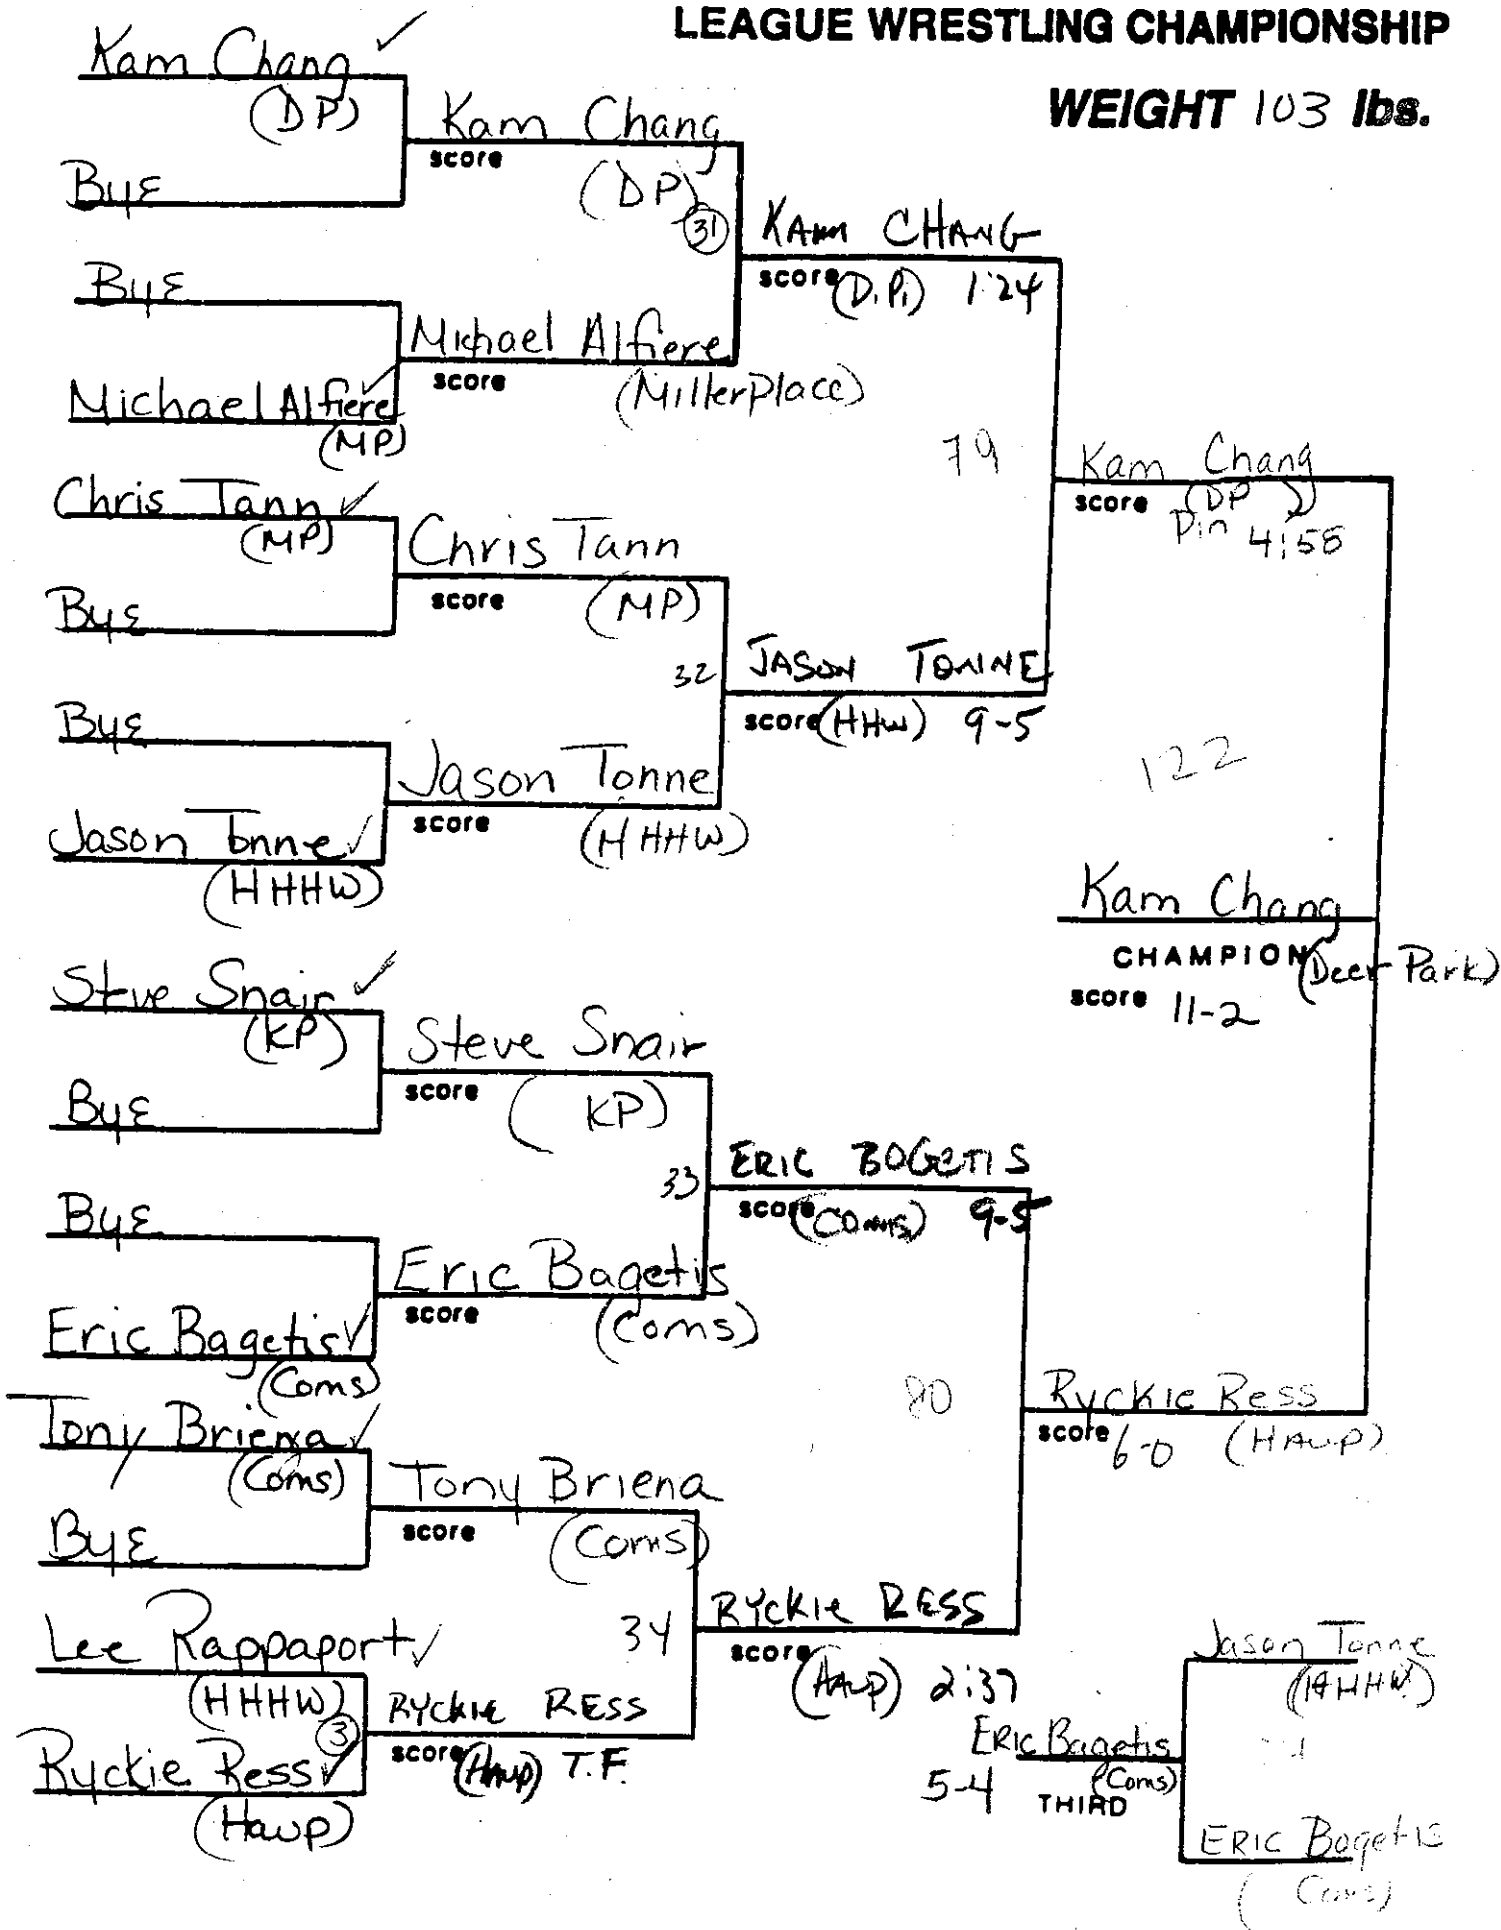 LEAGUE WRESTLING CHAMPIONSHIP
WEIGHT 103 lbs.
Kam Chang ✓
(DP)
Bye
Bye
Michael Alfiere ✓
(MP)
Chris Tann ✓
(MP)
Bye
Bye
Jason Tonne ✓
(HHHW)
Steve Snair ✓
(KP)
Bye
Bye
Eric Bagetis ✓
(Coms)
Tony Briena ✓
(Coms)
Bye
Lee Rappaport ✓
(HHHW)
3
Ryckie Ress ✓
(Haup)
Kam Chang
score
(DP)
31
Michael Alfiere
score
(Miller Place)
Chris Tann
score
(MP)
32
Jason Tonne
score
(HHHW)
Steve Snair
score
(KP)
33
Eric Bagetis
score
(Coms)
Tony Briena
score
(Coms)
34
RYCKIE RESS
score (HAUP) T.F.
KAM CHANG
score (D.P.) 1:24
79
JASON TONNE
score (HHW) 9-5
ERIC BOGETIS
score (Coms) 9-5
80
RYCKIE RESS
score (HAUP) 2:37
Kam Chang
score (DP)
Pin 4:58
122
Ryckie Ress
score 6-0 (HAUP)
Kam Chang
CHAMPION (Deer Park)
score 11-2
Jason Tonne
(HHHW)
ERIC Bagetis
(Coms)
5-4 THIRD
ERIC Bogetis
(Coms)